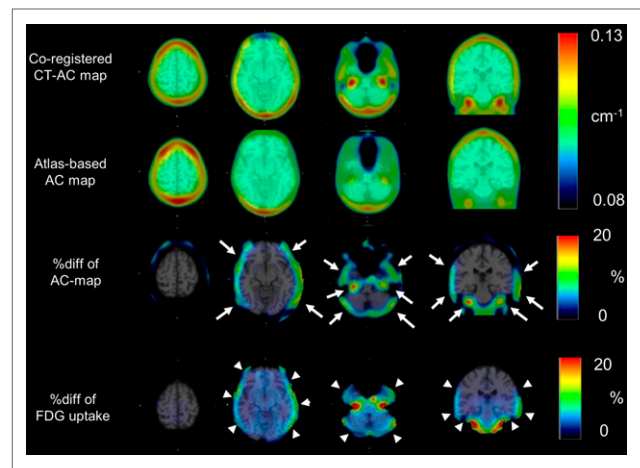 Co-registered
CT-AC map
0.13
cm-1
0.08
Atlas-based
AC map
%diff of
AC-map
20
%
0
%diff of
FDG uptake
20
%
0